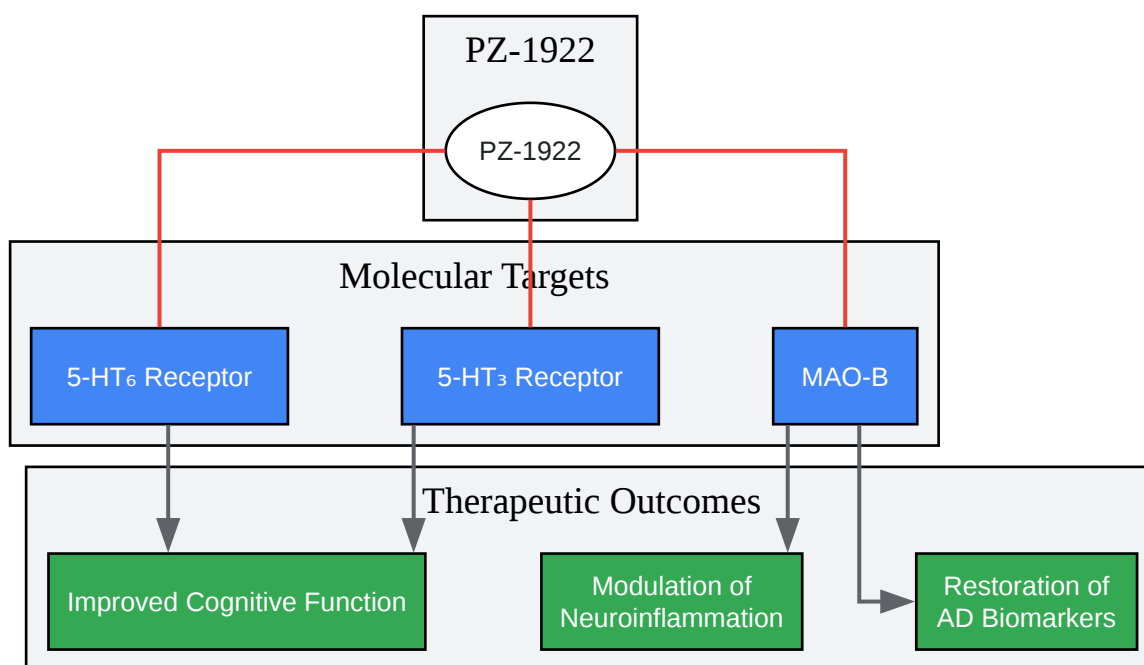 PZ-1922
PZ-1922
Molecular Targets
5-HT₆ Receptor
5-HT₃ Receptor
MAO-B
Therapeutic Outcomes
Improved Cognitive Function
Modulation of
Neuroinflammation
Restoration of
AD Biomarkers